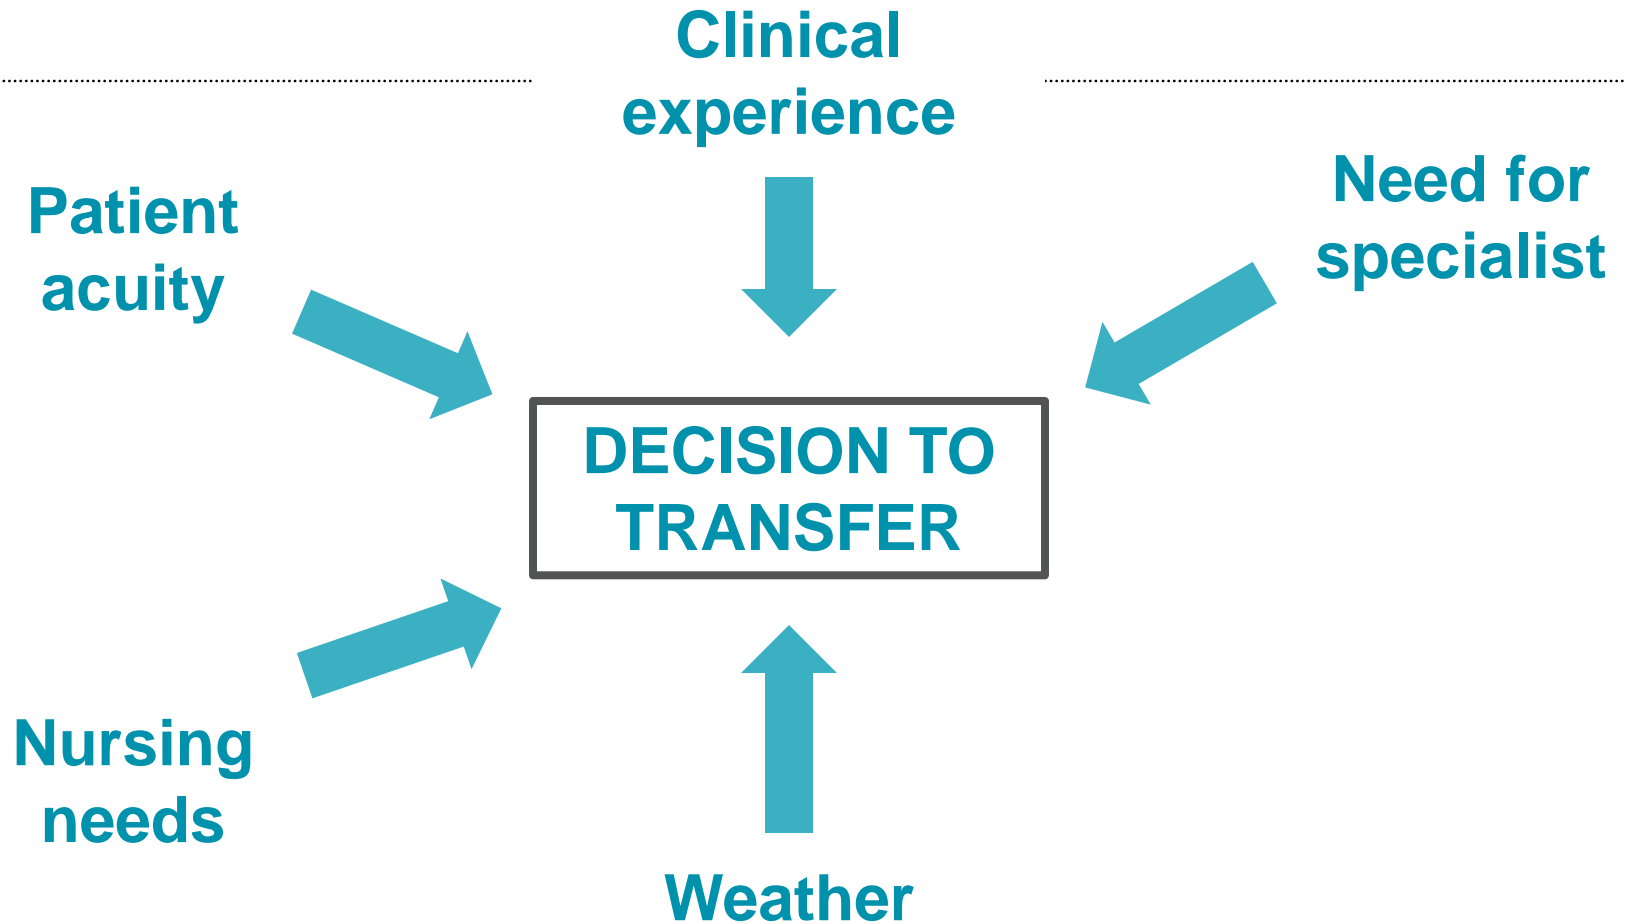 Clinical
experience
Need for
specialist
Patient
acuity
DECISION TO
TRANSFER
Nursing
needs
Weather